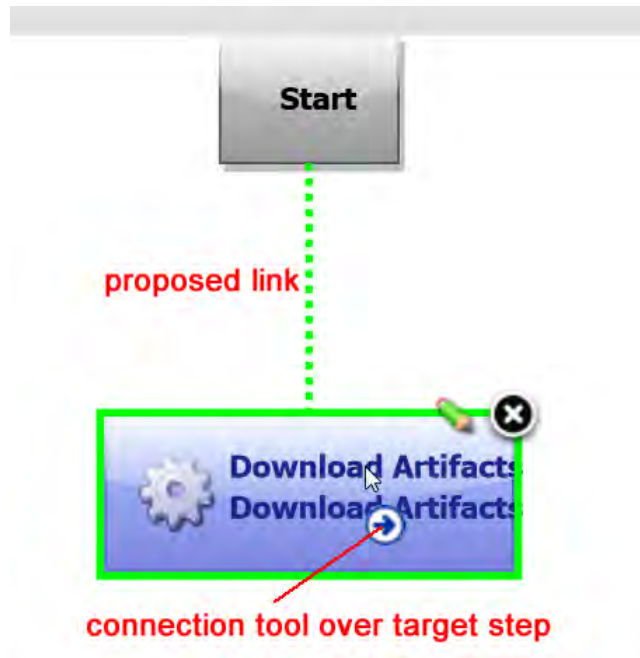 Start
proposed link
Download Artifacts
Download Artifacts
connection tool over target step